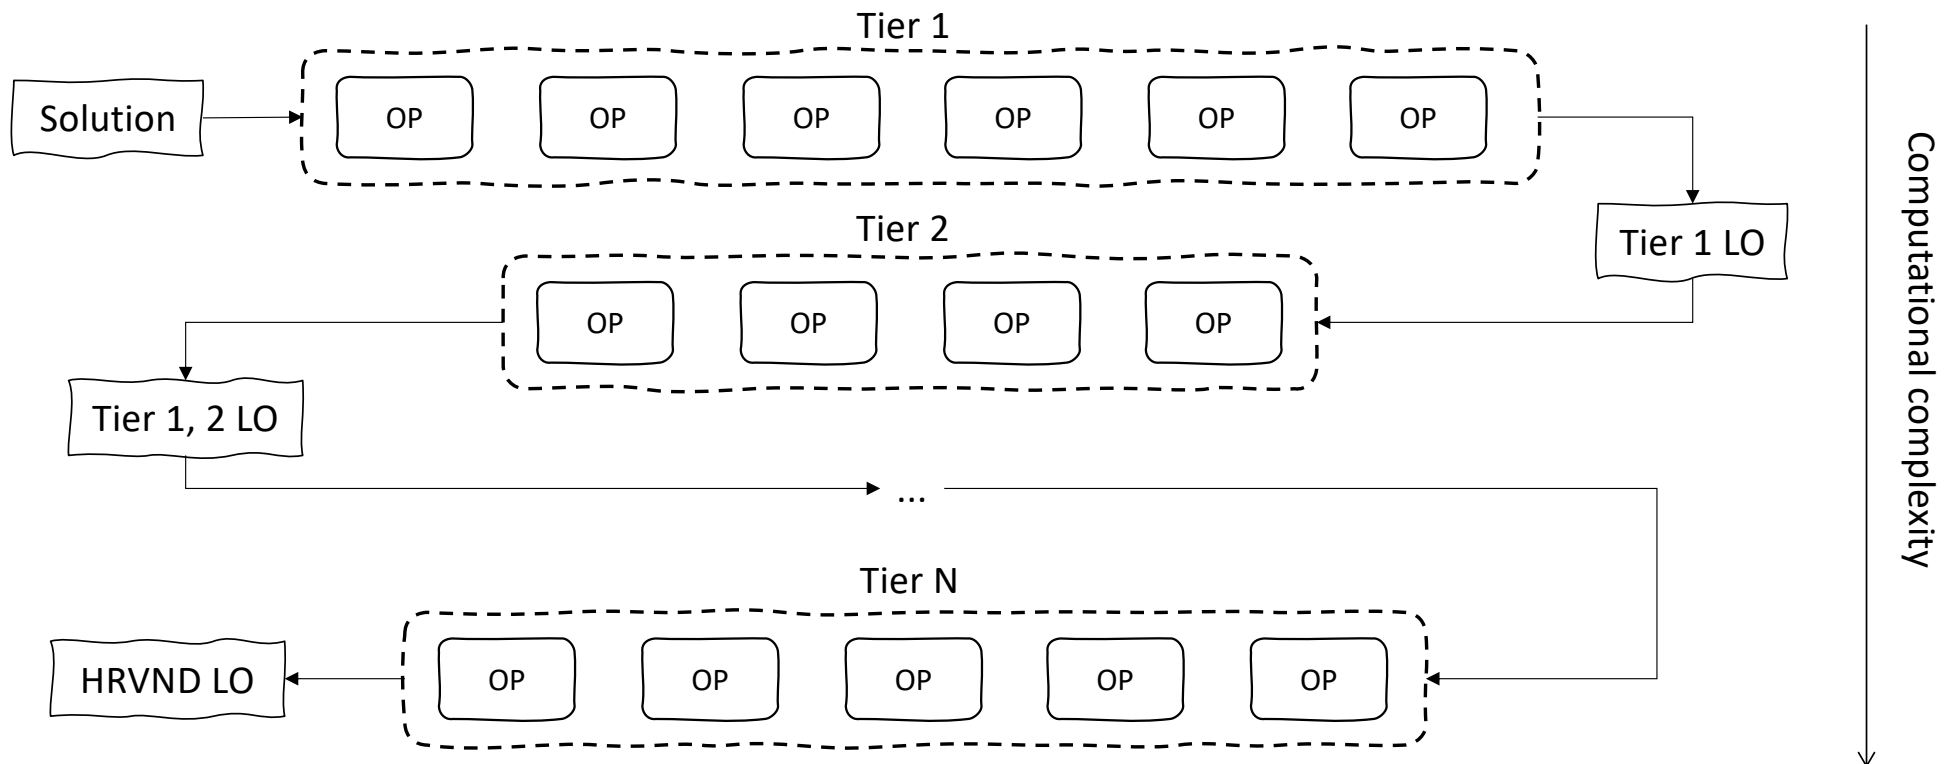 Tier 1
Solution
OP OP OP OP OP OP
Tier 2
Tier 1 LO
OP OP OP OP
Tier 1, 2 LO
...
Tier N
HRVND LO
OP OP OP OP OP
Computational complexity